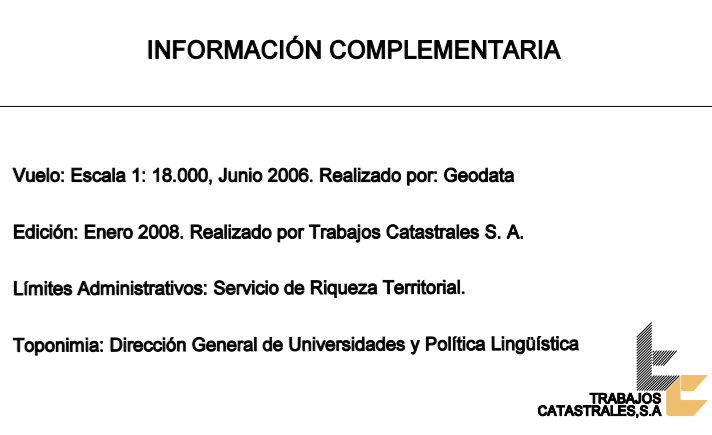 INFORMACIÓN COMPLEMENTARIA
Vuelo: Escala 1: 18.000, Junio 2006. Realizado por: Geodata
Edición: Enero 2008. Realizado por Trabajos Catastrales S. A.
Límites Administrativos: Servicio de Riqueza Territorial.
Toponimia: Dirección General de Universidades y Política Lingüística
TRABAJOS
CATASTRALES,S.A